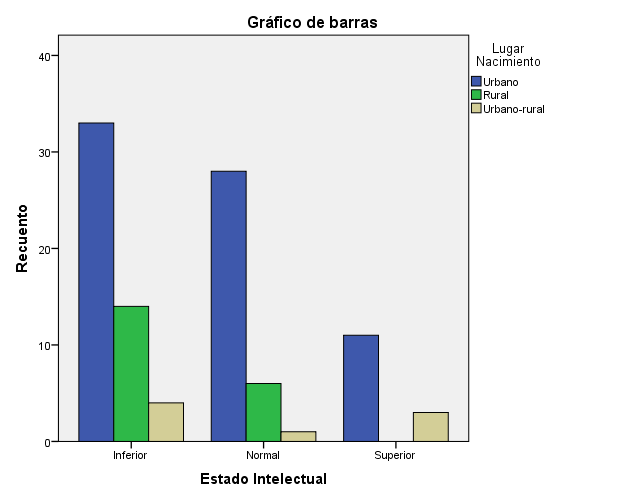 Gráfico de barras
Lugar
Nacimiento
Urbano
Rural
Urbano-rural
Recuento
40
30
20
10
0
Inferior
Normal
Superior
Estado Intelectual